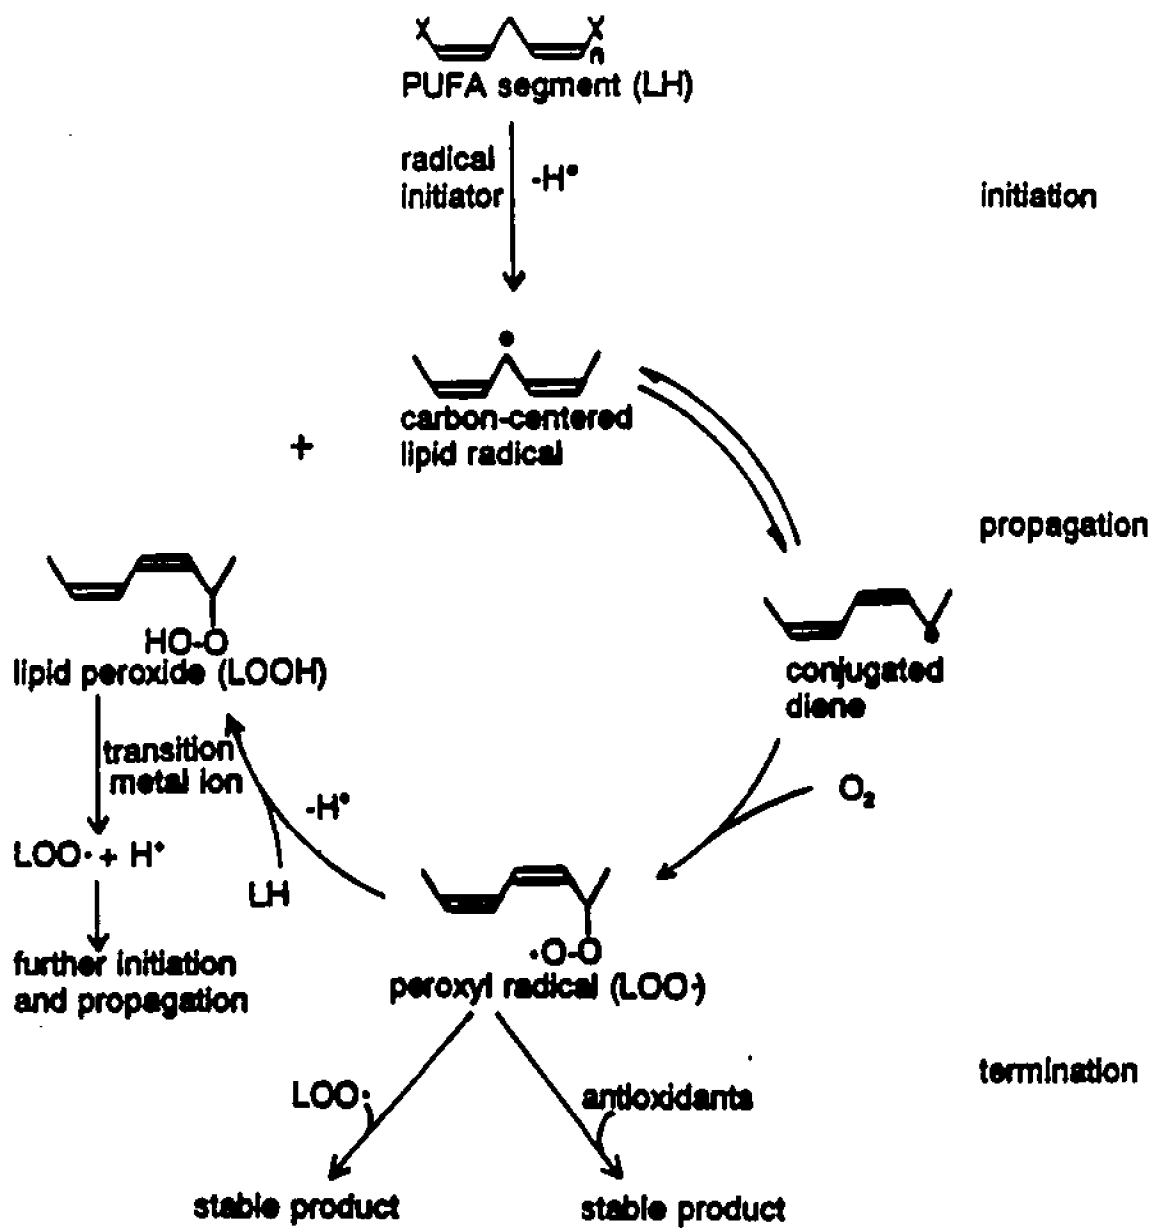 X X
n
PUFA segment (LH)
radical
initiator
-H•
initiation
carbon-centered
lipid radical
+
propagation
HO-O
lipid peroxide (LOOH)
conjugated
diene
transition
metal ion
-H•
O₂
LOO· + H⁺
LH
further initiation
and propagation
·O-O
peroxyl radical (LOO·)
termination
LOO·
antioxidants
stable product
stable product